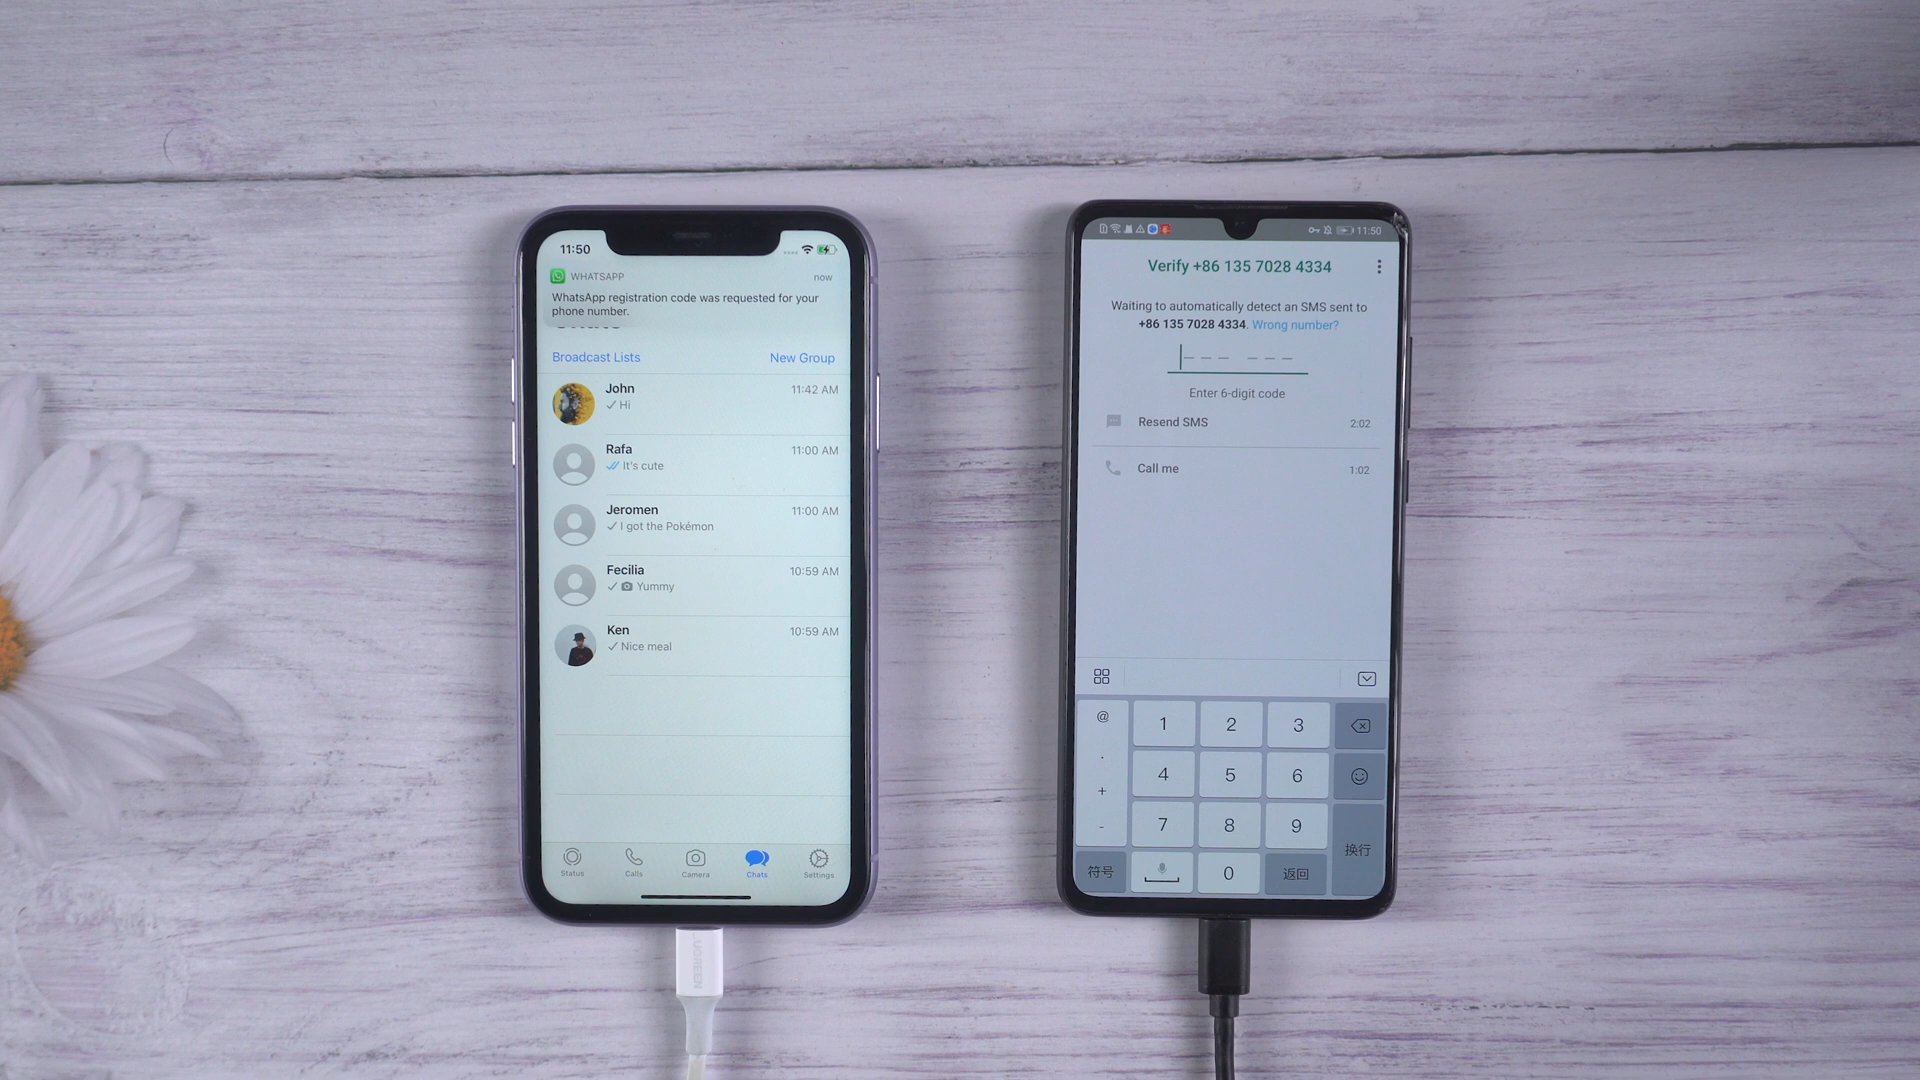 11:50
WHATSAPP
now
WhatsApp registration code was requested for your
phone number.
Broadcast Lists
New Group
John
11:42 AM
Hi
Rafa
11:00 AM
It's cute
Jeromen
11:00 AM
I got the Pokémon
Fecilia
10:59 AM
Yummy
Ken
10:59 AM
Nice meal
Status
Calls
Camera
Chats
Settings
UGREEN
11:50
Verify +86 135 7028 4334
Waiting to automatically detect an SMS sent to
+86 135 7028 4334. Wrong number?
Enter 6-digit code
Resend SMS
2:02
Call me
1:02
@ 1 2 3
. 4 5 6
+
- 7 8 9
换行
符号 0 返回